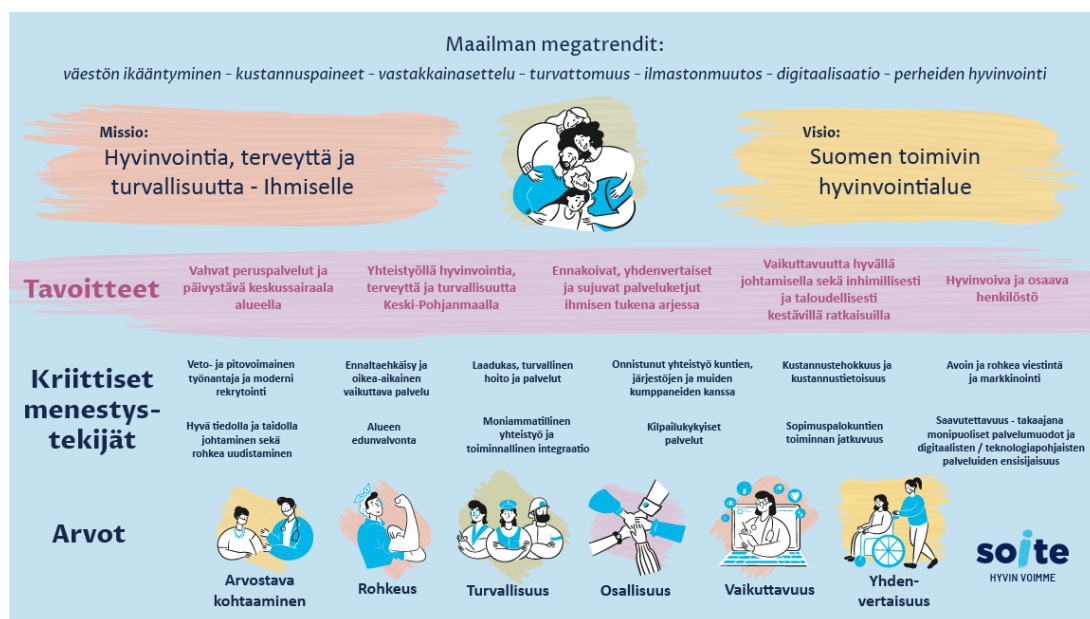 Maailman megatrendit:
väestön ikääntyminen - kustannuspaineet - vastakkainasettelu - turvattomuus - ilmastonmuutos - digitaalisaatio - perheiden hyvinvointi
Missio:
Hyvinvointia, terveyttä ja
turvallisuutta - Ihmiselle
Visio:
Suomen toimivin
hyvinvointialue
Tavoitteet
Vahvat peruspalvelut ja
päivystävä keskussairaala
alueella
Yhteistyöllä hyvinvointia,
terveyttä ja turvallisuutta
Keski-Pohjanmaalla
Ennakoivat, yhdenvertaiset
ja sujuvat palveluketjut
ihmisen tukena arjessa
Vaikuttavuutta hyvällä
johtamisella sekä inhimillisesti
ja taloudellisesti
kestävillä ratkaisuilla
Hyvinvoiva ja osaava
henkilöstö
Kriittiset
menestys-
tekijät
Veto- ja pitovoimainen
työnantaja ja moderni
rekrytointi
Ennaltaehkäisy ja
oikea-aikainen
vaikuttava palvelu
Laadukas, turvallinen
hoito ja palvelut
Onnistunut yhteistyö kuntien,
järjestöjen ja muiden
kumppaneiden kanssa
Kustannustehokkuus ja
kustannustietoisuus
Avoin ja rohkea viestintä
ja markkinointi
Hyvä tiedolla ja taidolla
johtaminen sekä
rohkea uudistaminen
Alueen
edunvalvonta
Moniammatillinen
yhteistyö ja
toiminnallinen integraatio
Kilpailukykyiset
palvelut
Sopimuspalokuntien
toiminnan jatkuvuus
Saavutettavuus - takaajana
monipuoliset palvelumuodot ja
digitaalisten / teknologiapohjaisten
palveluiden ensisijaisuus
Arvot
Arvostava
kohtaaminen
Rohkeus
Turvallisuus
Osallisuus
Vaikuttavuus
Yhden-
vertaisuus
soite
HYVIN VOIMME